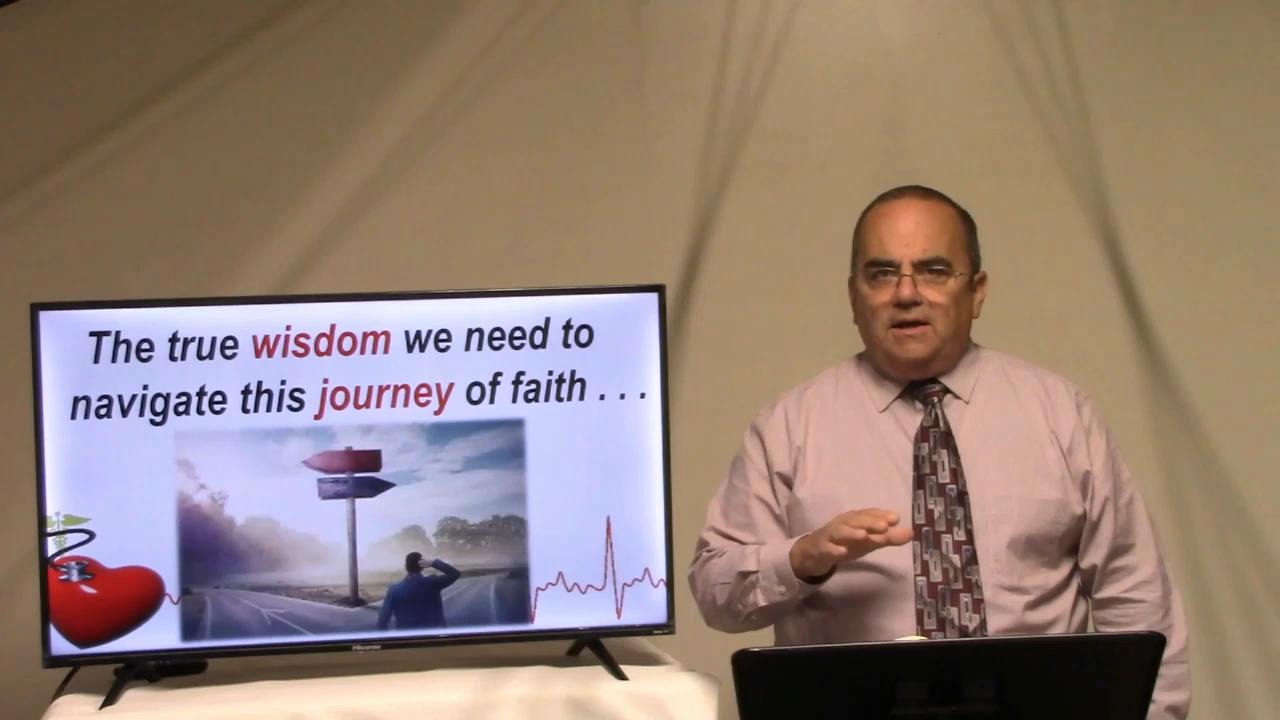 The true wisdom we need to
navigate this journey of faith . . .
Hisense